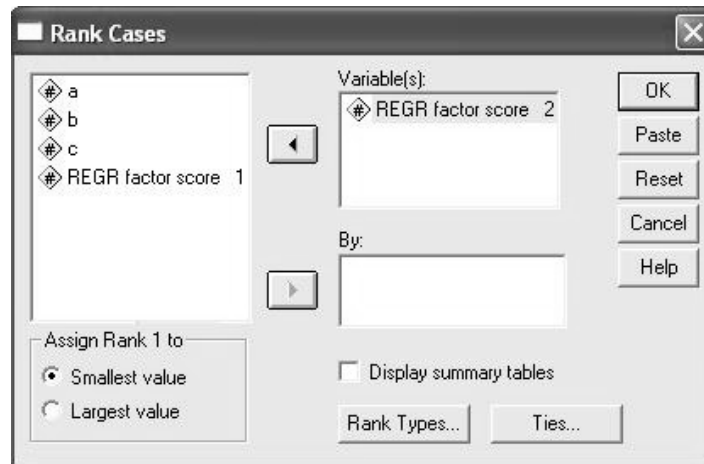 Rank Cases
a
b
c
REGR factor score 1
Variable(s):
REGR factor score 2
By:
OK
Paste
Reset
Cancel
Help
Assign Rank 1 to
Smallest value
Largest value
Display summary tables
Rank Types...
Ties...